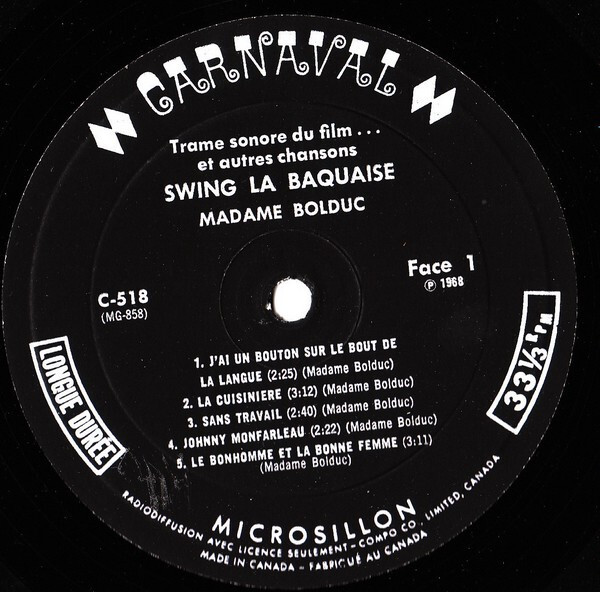 CARNAVAL
Trame sonore du film...
et autres chansons
SWING LA BAQUAISE
MADAME BOLDUC
C-518
(MG-858)
Face 1
℗ 1968
LONGUE DURÉE
33 1/3 R.P.M
1. J'AI UN BOUTON SUR LE BOUT DE
LA LANGUE (2:25) (Madame Bolduc)
2. LA CUISINIERE (3:12) (Madame Bolduc)
3. SANS TRAVAIL (2:40) (Madame Bolduc)
4. JOHNNY MONFARLEAU (2:22) (Madame Bolduc)
5. LE BONHOMME ET LA BONNE FEMME (3:11)
(Madame Bolduc)
MICROSILLON
RADIODIFFUSION AVEC LICENCE SEULEMENT - COMPO CO. LIMITED, CANADA
MADE IN CANADA - FABRIQUÉ AU CANADA